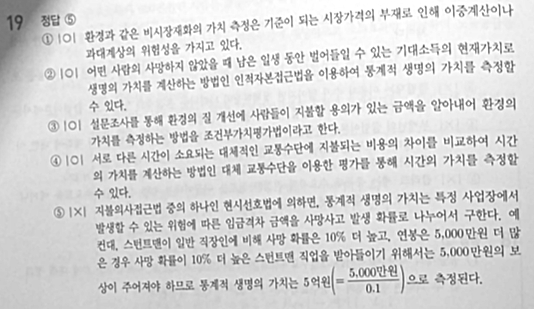 19 정답 ⑤
① |O| 환경과 같은 비시장재화의 가치 측정은 기준이 되는 시장가격의 부재로 인해 이중계산이나
과대계상의 위험성을 가지고 있다.
② |O| 어떤 사람의 사망하지 않았을 때 남은 일생 동안 벌어들일 수 있는 기대소득의 현재가치로
생명의 가치를 계산하는 방법인 인적자본접근법을 이용하여 통계적 생명의 가치를 측정할
수 있다.
③ |O| 설문조사를 통해 환경의 질 개선에 사람들이 지불할 용의가 있는 금액을 알아내어 환경의
가치를 측정하는 방법을 조건부가치평가법이라고 한다.
④ |O| 서로 다른 시간이 소요되는 대체적인 교통수단에 지불되는 비용의 차이를 비교하여 시간
의 가치를 계산하는 방법인 대체 교통수단을 이용한 평가를 통해 시간의 가치를 측정할
수 있다.
⑤ |X| 지불의사접근법 중의 하나인 현시선호법에 의하면, 통계적 생명의 가치는 특정 사업장에서
발생할 수 있는 위험에 따른 임금격차 금액을 사망사고 발생 확률로 나누어서 구한다. 예
컨대, 스턴트맨이 일반 직장인에 비해 사망 확률은 10% 더 높고, 연봉은 5,000만원 더 많
은 경우 사망 확률이 10% 더 높은 스턴트맨 직업을 받아들이기 위해서는 5,000만원의 보
상이 주어져야 하므로 통계적 생명의 가치는 5억원(= 5,000만원 / 0.1)으로 측정된다.